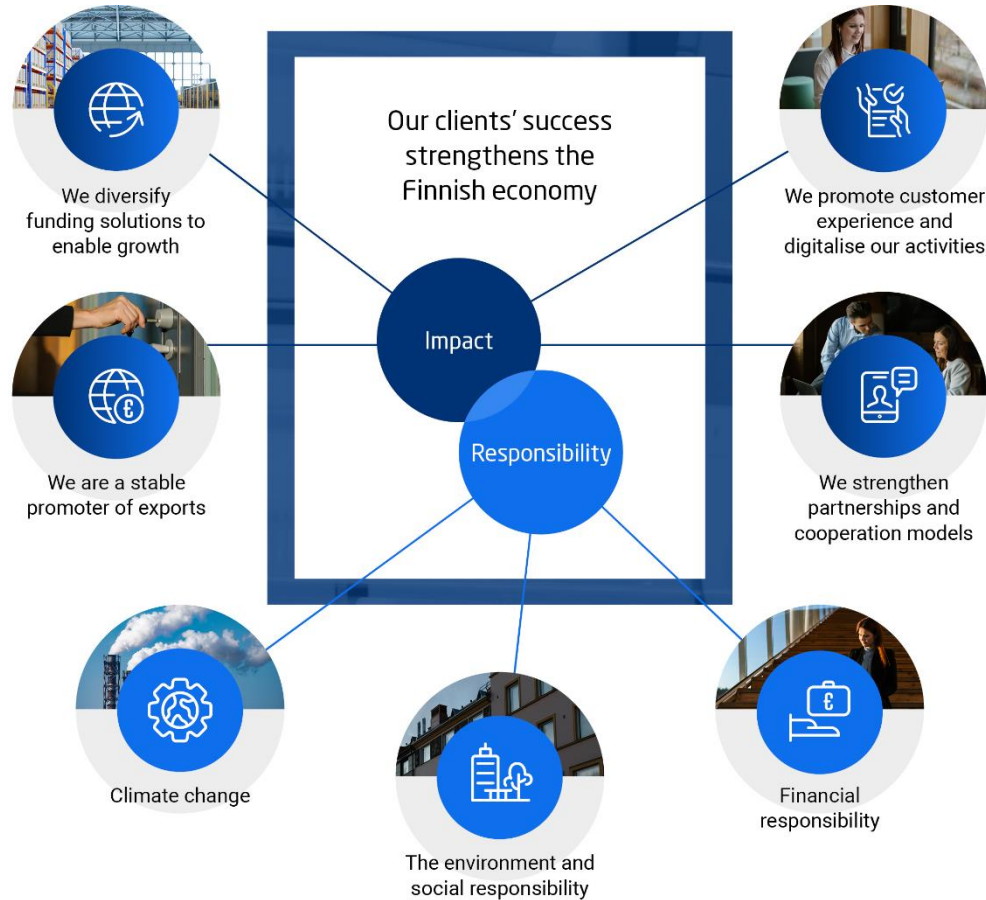 Our clients' success
strengthens the
Finnish economy
We diversify
funding solutions to
enable growth
We promote customer
experience and
digitalise our activities
Impact
We are a stable
promoter of exports
We strengthen
partnerships and
cooperation models
Responsibility
Climate change
The environment and
social responsibility
Financial
responsibility
€
€